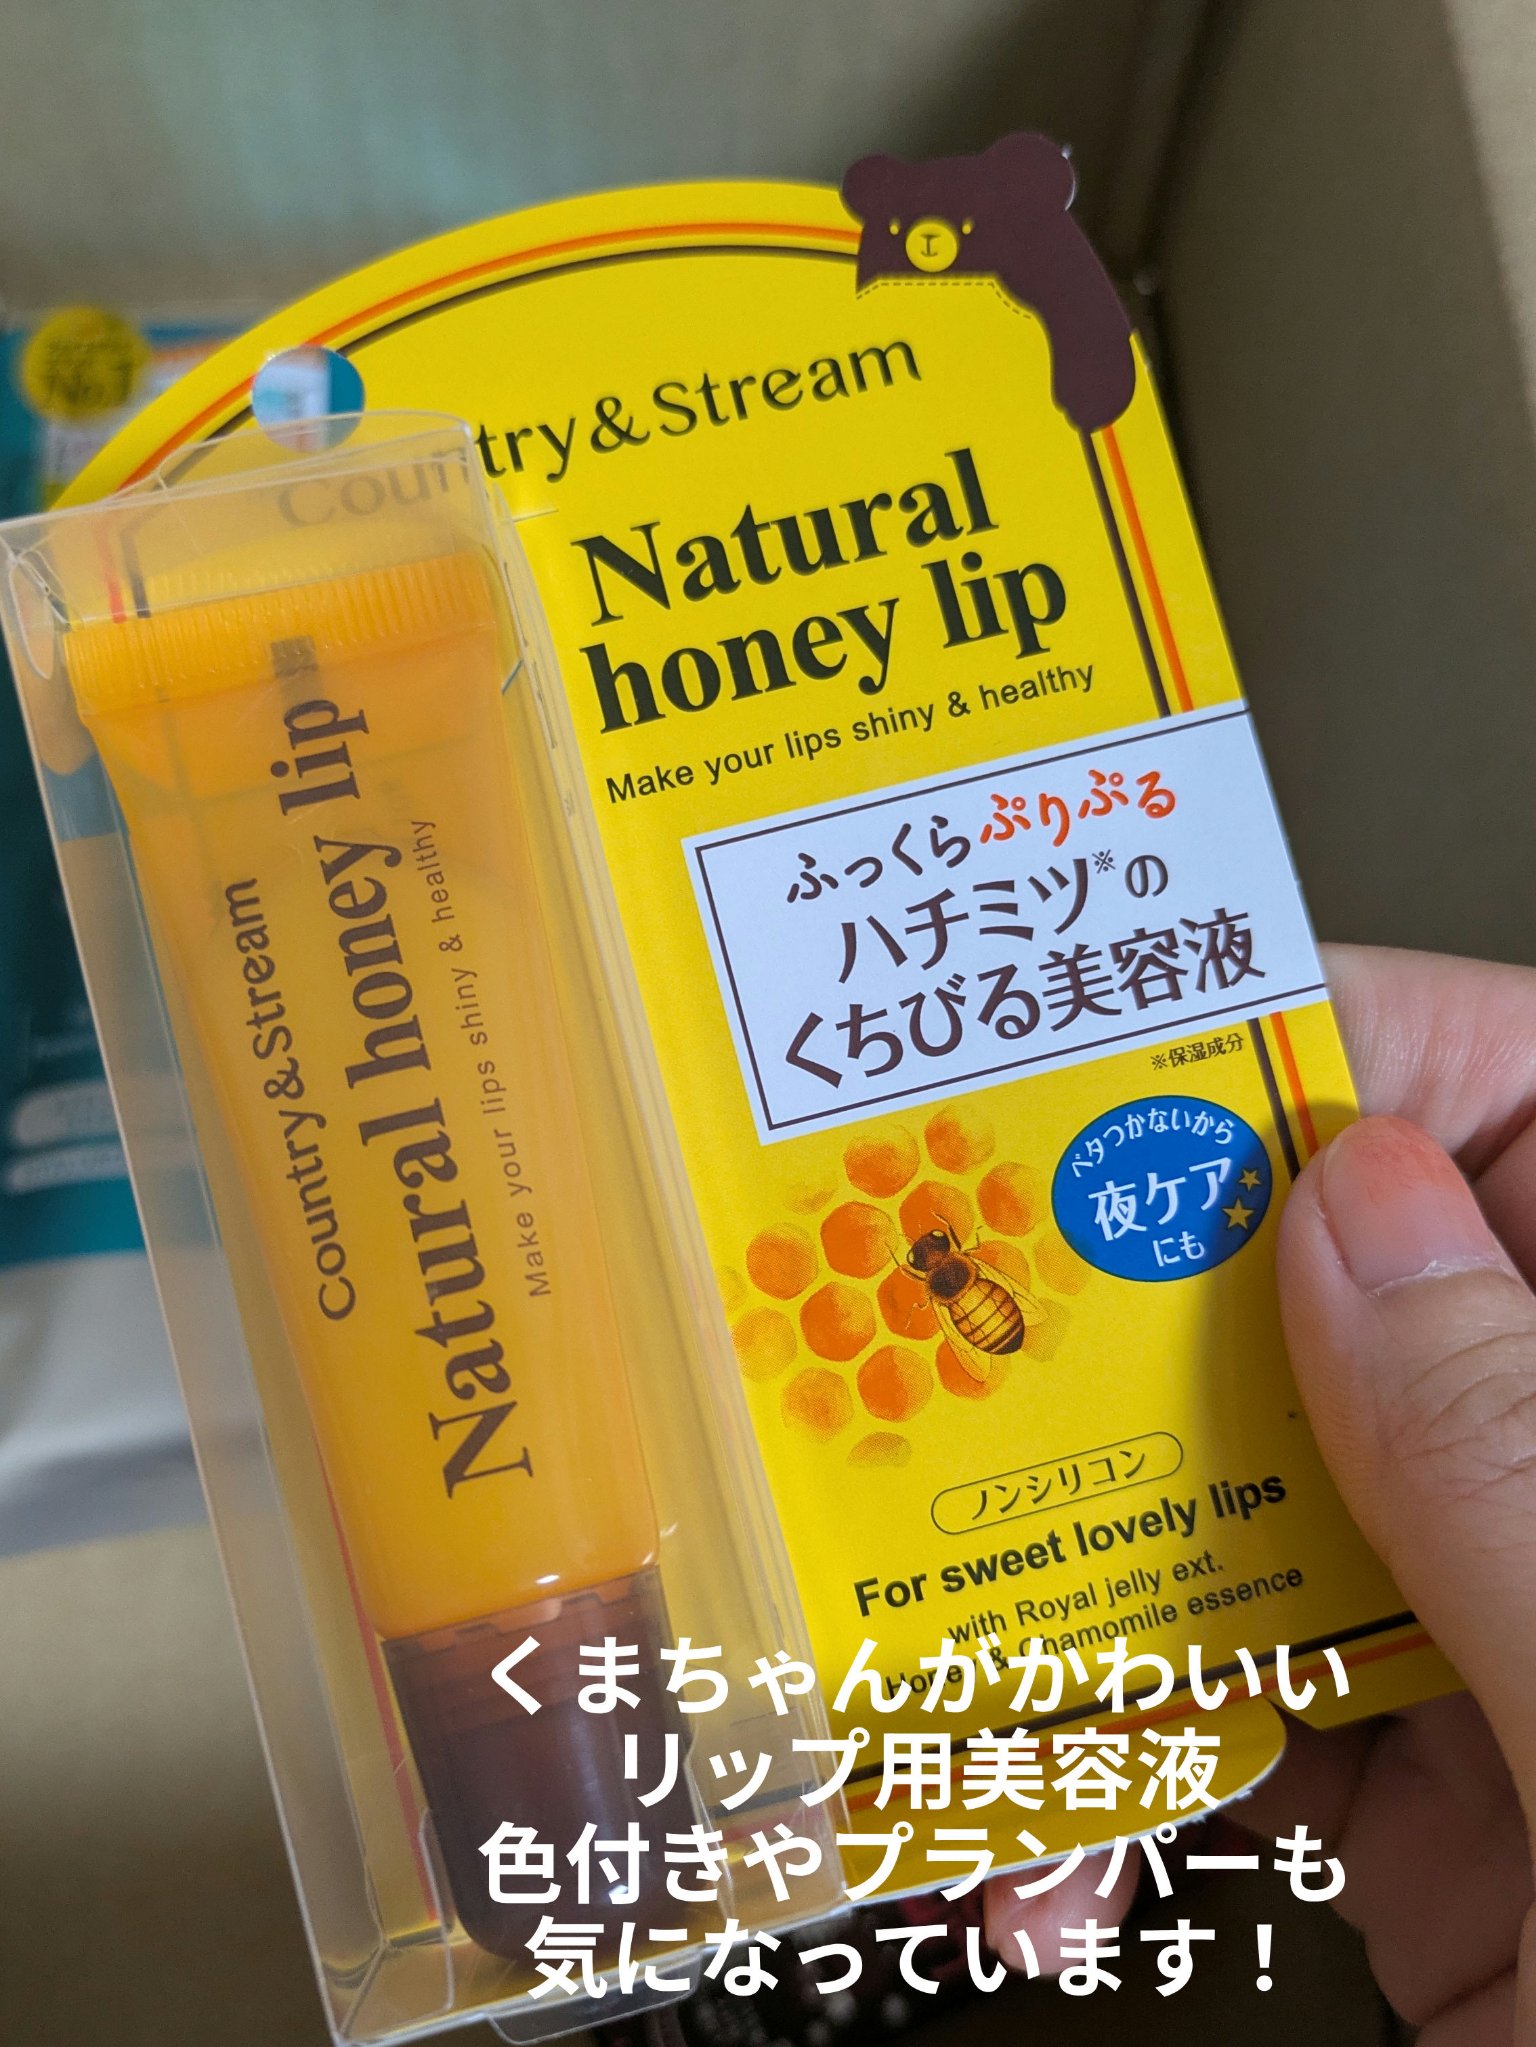 Country&Stream
Natural
honey lip
Make your lips shiny & healthy
ふっくらぷりぷる
ハチミツ※の
くちびる美容液
※保湿成分
ベタつかないから
夜ケア
にも
ノンシリコン
For sweet lovely lips
with Royal jelly ext.
Honey & Chamomile essence
Country&Stream
Natural honey lip
Make your lips shiny & healthy
No.1
くまちゃんがかわいい
リップ用美容液
色付きやプランパーも
気になっています！